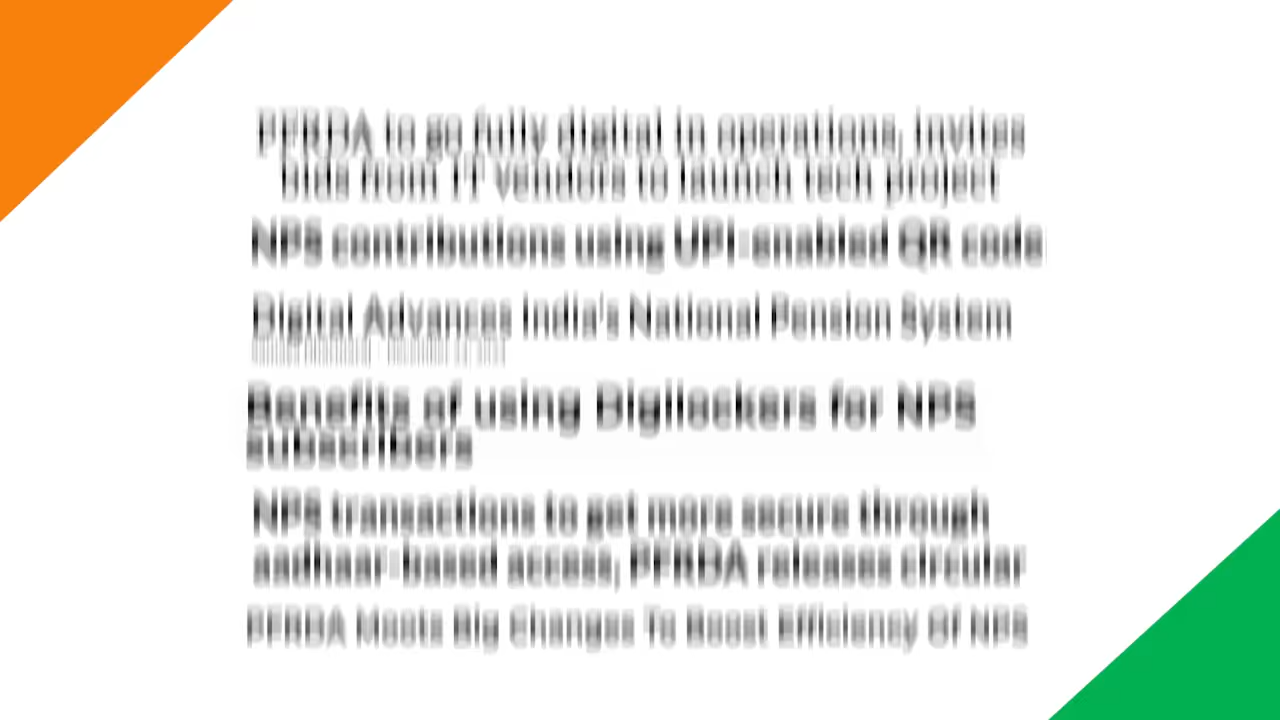 PFRDA to go fully digital in operations, invites
bids from IT vendors to launch tech project
NPS contributions using UPI-enabled QR code
Digital Advances India's National Pension System
Benefits of using Digilockers for NPS
subscribers
NPS transactions to get more secure through
aadhaar-based access, PFRDA releases circular
PFRDA Moots Big Changes To Boost Efficiency Of NPS